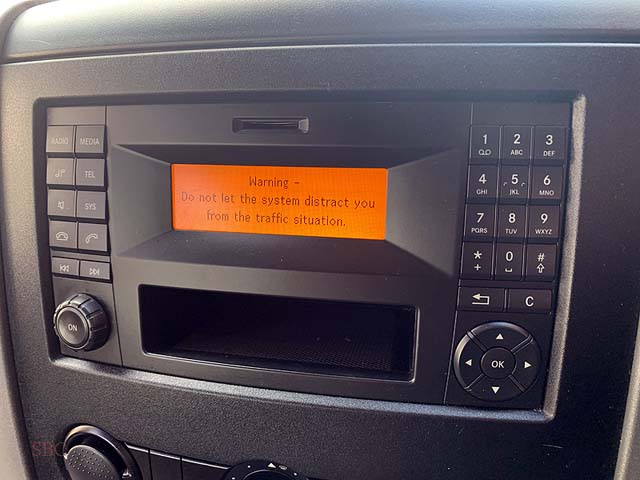 RADIO MEDIA
TEL
SYS
ON
Warning -
Do not let the system distract you
from the traffic situation.
1 2 ABC 3 DEF
4 GHI 5 JKL 6 MNO
7 PQRS 8 TUV 9 WXYZ
* + 0 #
C
OK